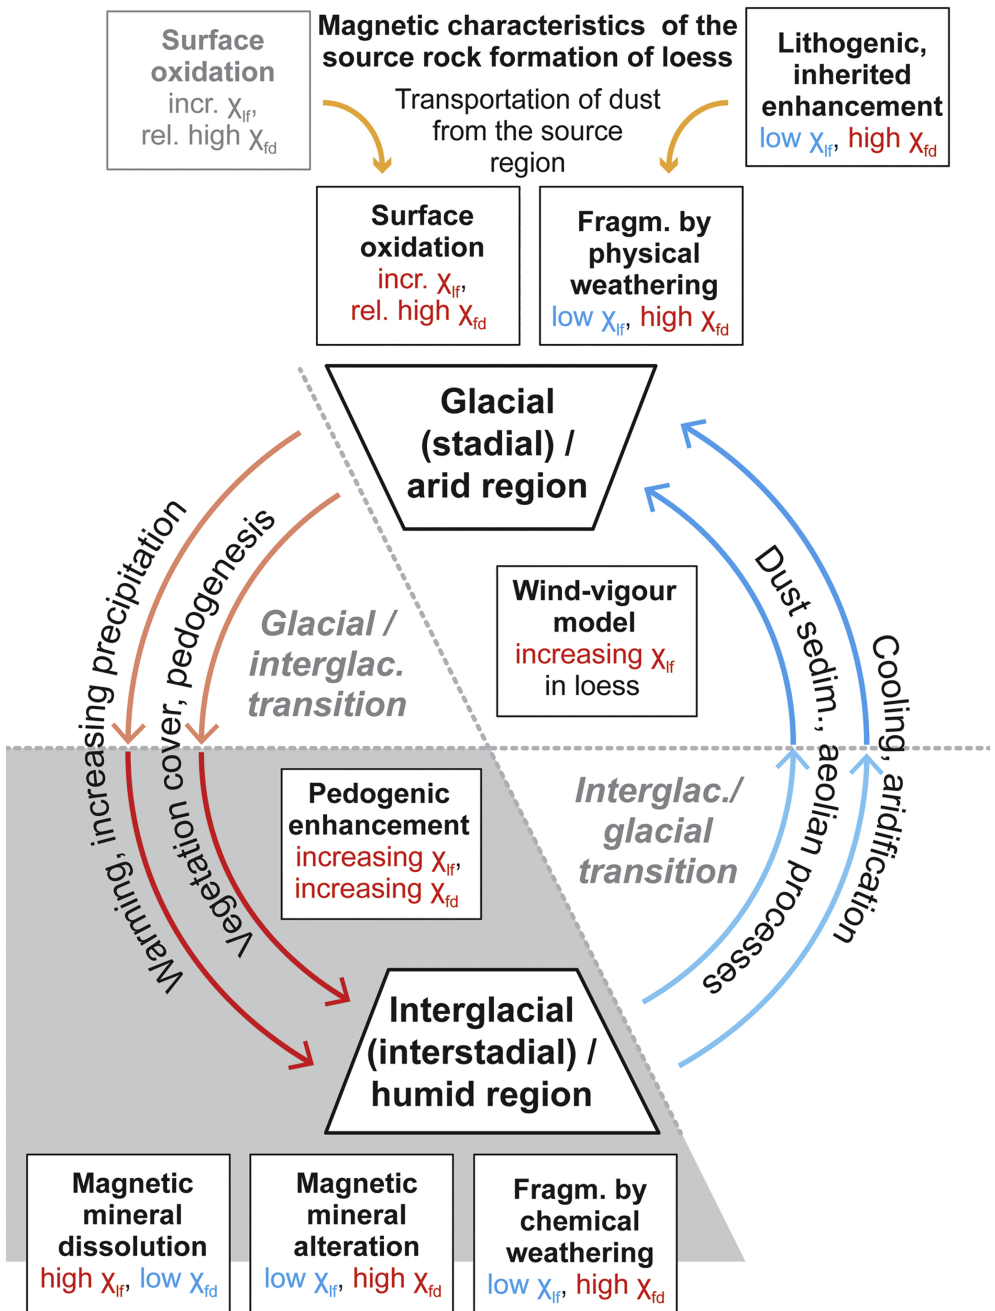 Magnetic characteristics of the
source rock formation of loess
Transportation of dust
from the source
region
Surface
oxidation
incr. χlf,
rel. high χfd
Lithogenic,
inherited
enhancement
low χlf, high χfd
Surface
oxidation
incr. χlf,
rel. high χfd
Fragm. by
physical
weathering
low χlf, high χfd
Glacial
(stadial) /
arid region
Warming, increasing precipitation
Vegetation cover, pedogenesis
Glacial /
interglac.
transition
Wind-vigour
model
increasing χlf
in loess
Dust sedim., aeolian processes
Cooling, aridification
Pedogenic
enhancement
increasing χlf,
increasing χfd
Interglac./
glacial
transition
Interglacial
(interstadial) /
humid region
Magnetic
mineral
dissolution
high χlf, low χfd
Magnetic
mineral
alteration
low χlf, high χfd
Fragm. by
chemical
weathering
low χlf, high χfd